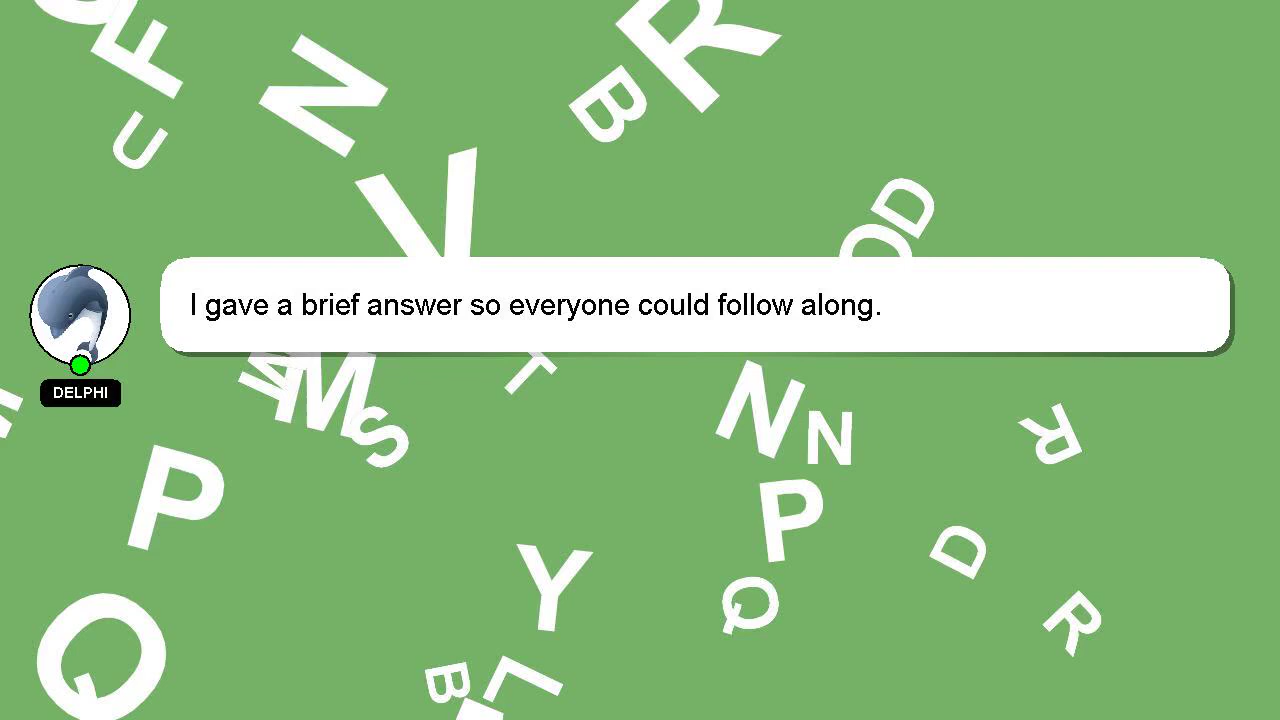 I gave a brief answer so everyone could follow along.
DELPHI
F
U
N
V
B
R
D
O
M
M
S
T
N
N
R
P
P
Q
Y
Q
D
R
B
L